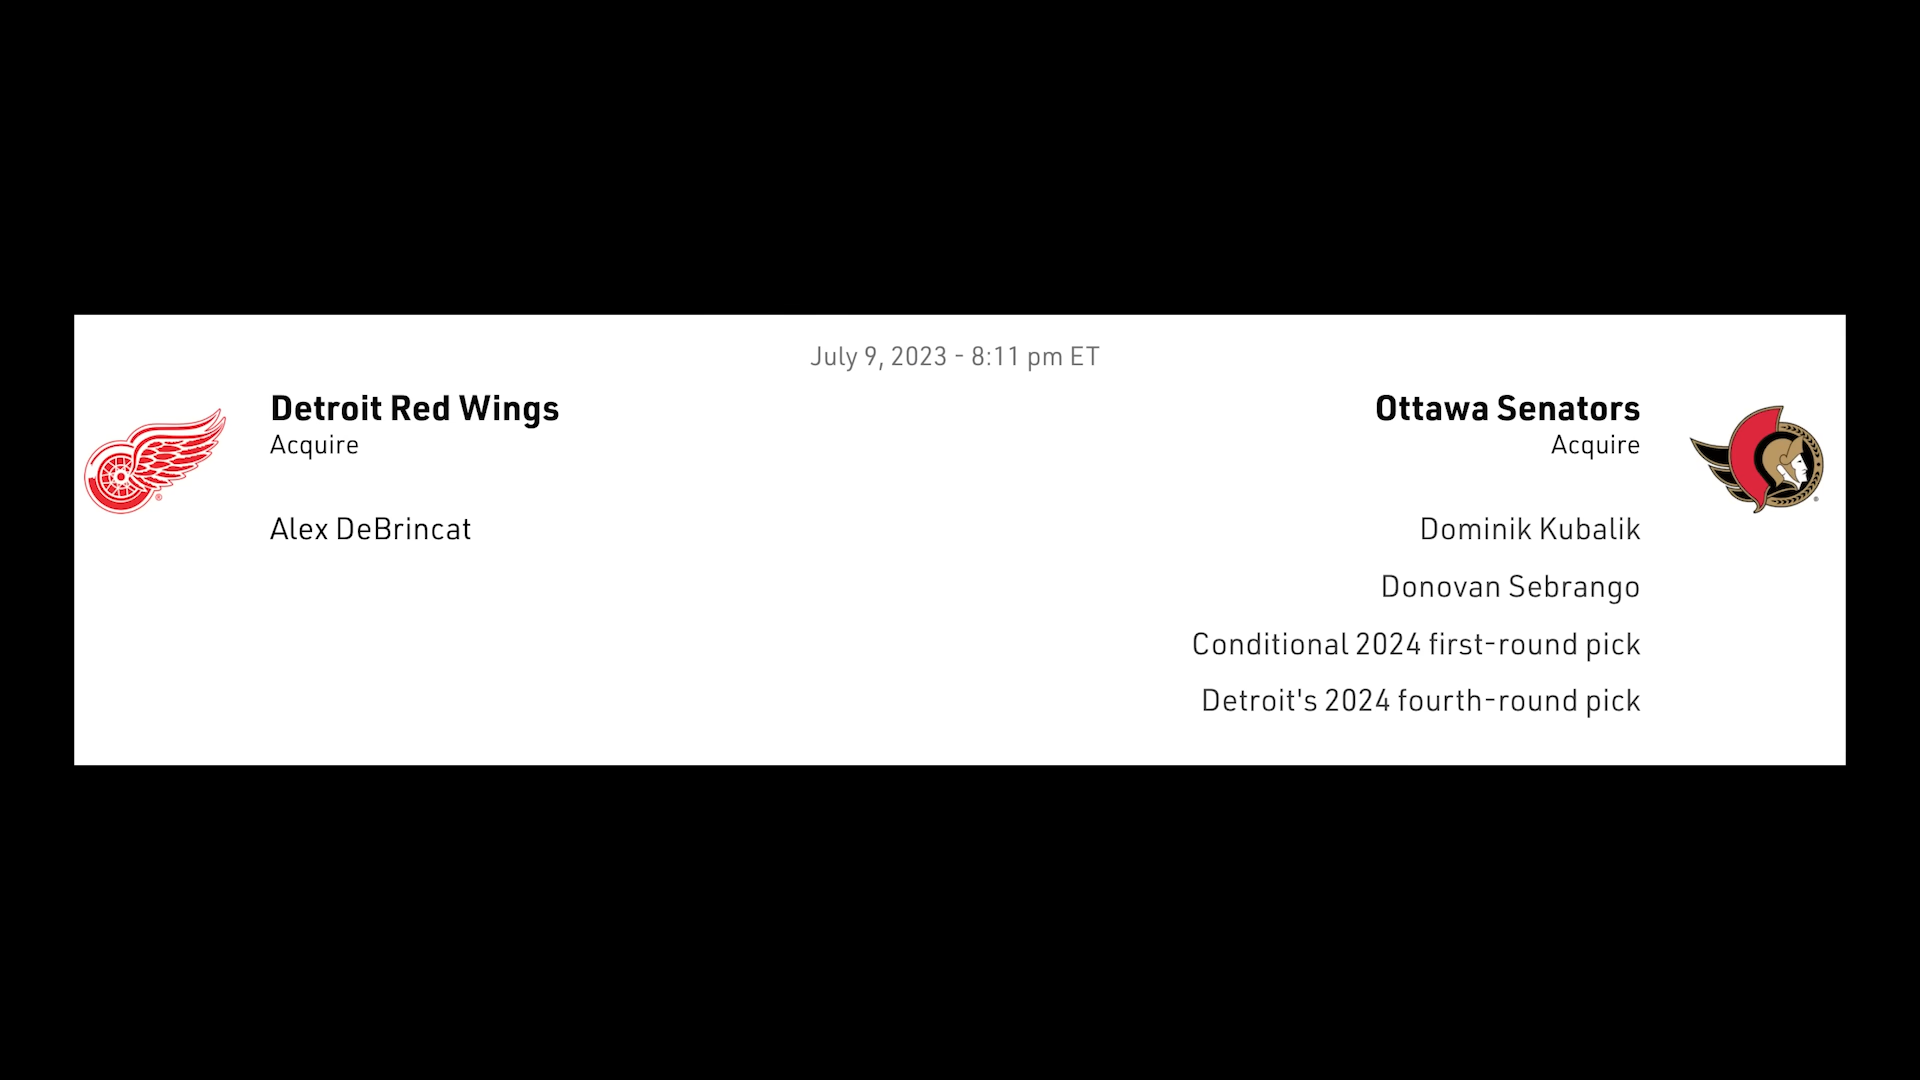 July 9, 2023 - 8:11 pm ET
Detroit Red Wings
Acquire
Alex DeBrincat
Ottawa Senators
Acquire
Dominik Kubalik
Donovan Sebrango
Conditional 2024 first-round pick
Detroit's 2024 fourth-round pick